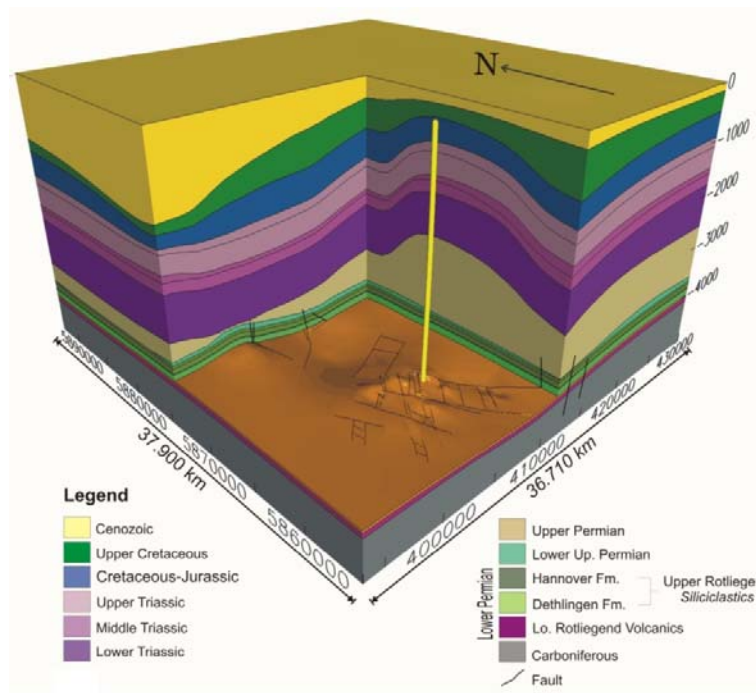 N
0
-1000
-2000
-3000
-4000
5890000
5880000
5870000
5860000
37.900 km
430000
420000
410000
400000
36.710 km
Legend
Cenozoic
Upper Cretaceous
Cretaceous-Jurassic
Upper Triassic
Middle Triassic
Lower Triassic
Upper Permian
Lower Up. Permian
Hannover Fm.
Dethlingen Fm.
Upper Rotliege
Siliciclastics
Lower Permian
Lo. Rotliegend Volcanics
Carboniferous
Fault